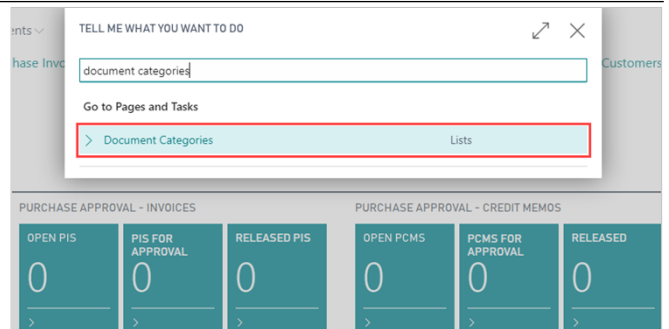 ents
TELL ME WHAT YOU WANT TO DO
hase Invo
Customers
document categories
Go to Pages and Tasks
Document Categories Lists
PURCHASE APPROVAL - INVOICES PURCHASE APPROVAL - CREDIT MEMOS
OPEN PIS PIS FOR APPROVAL RELEASED PIS OPEN PCMS PCMS FOR APPROVAL RELEASED
0 0 0 0 0 0